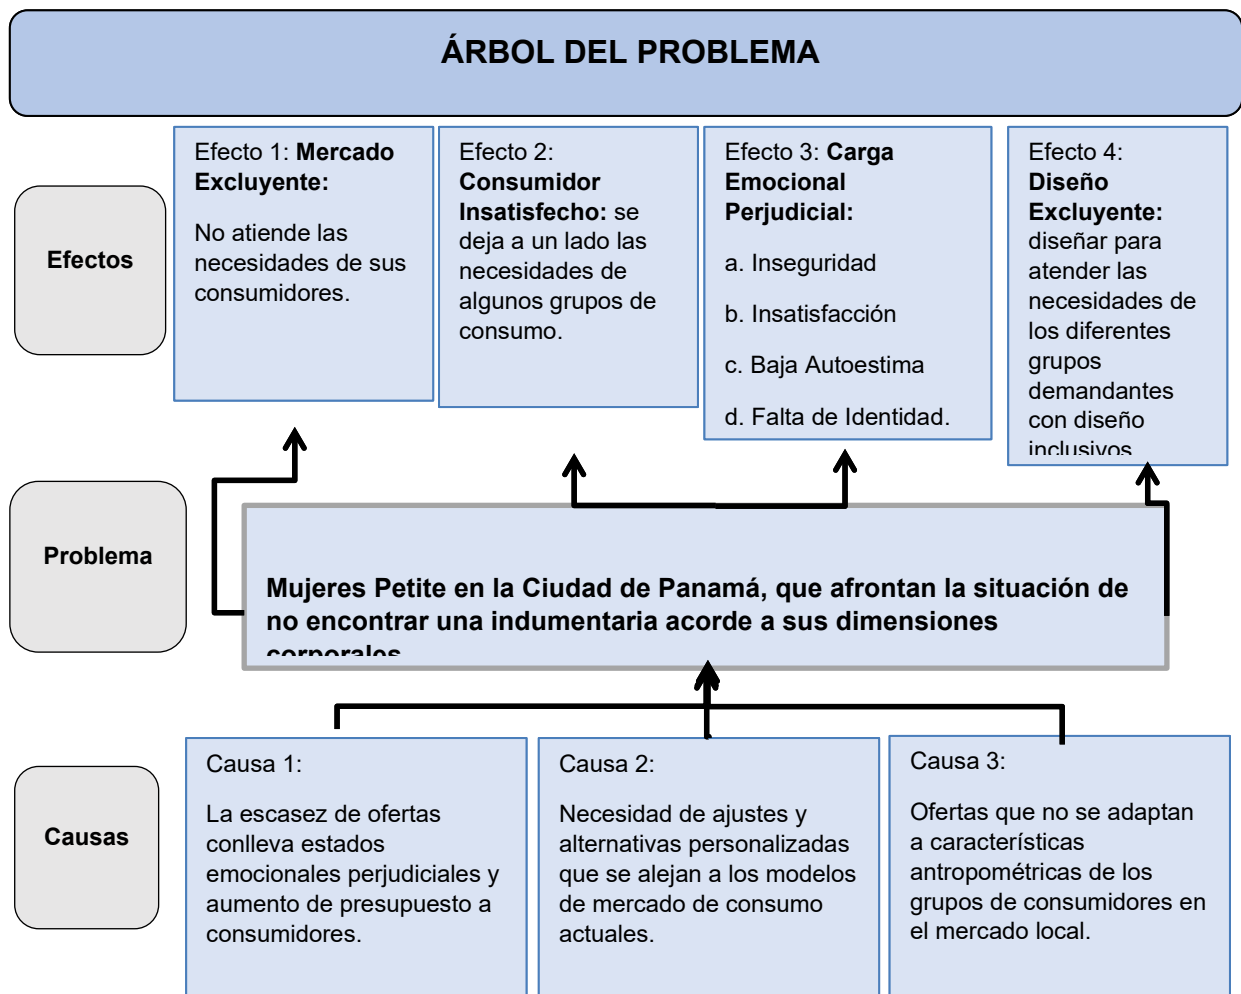 ÁRBOL DEL PROBLEMA
Efectos
Efecto 1: Mercado
Excluyente:
No atiende las
necesidades de sus
consumidores.
Efecto 2:
Consumidor
Insatisfecho: se
deja a un lado las
necesidades de
algunos grupos de
consumo.
Efecto 3: Carga
Emocional
Perjudicial:
a. Inseguridad
b. Insatisfacción
c. Baja Autoestima
d. Falta de Identidad.
Efecto 4:
Diseño
Excluyente:
diseñar para
atender las
necesidades de
los diferentes
grupos
demandantes
con diseño
inclusivos
Problema
Mujeres Petite en la Ciudad de Panamá, que afrontan la situación de
no encontrar una indumentaria acorde a sus dimensiones
corporales
Causas
Causa 1:
La escasez de ofertas
conlleva estados
emocionales perjudiciales y
aumento de presupuesto a
consumidores.
Causa 2:
Necesidad de ajustes y
alternativas personalizadas
que se alejan a los modelos
de mercado de consumo
actuales.
Causa 3:
Ofertas que no se adaptan
a características
antropométricas de los
grupos de consumidores en
el mercado local.